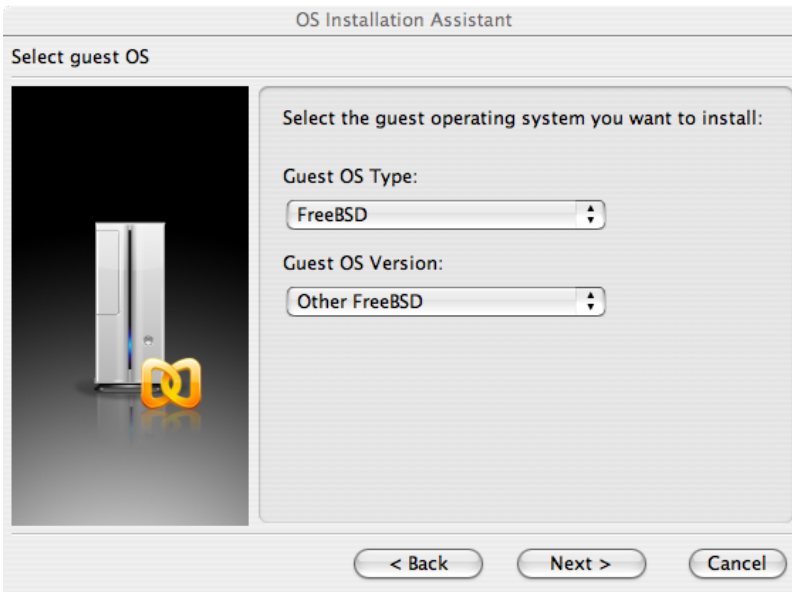 OS Installation Assistant
Select guest OS
Select the guest operating system you want to install:
Guest OS Type:
FreeBSD
Guest OS Version:
Other FreeBSD
< Back Next > Cancel